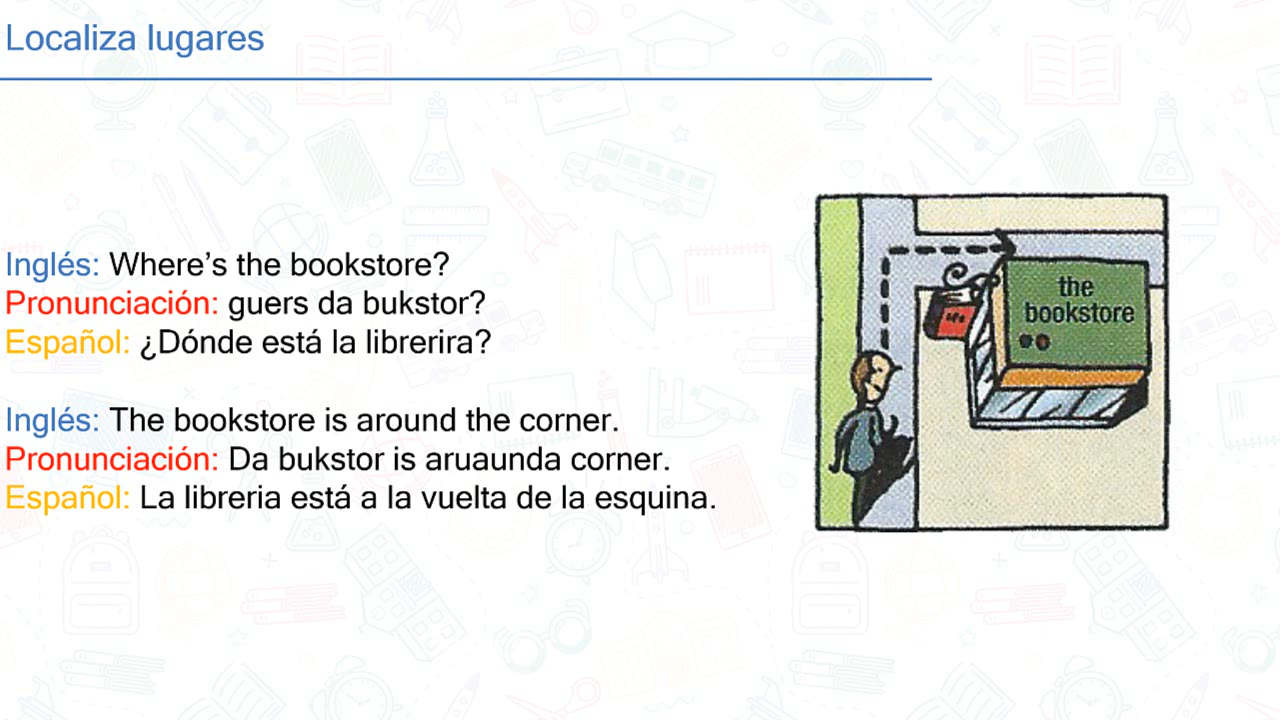 Localiza lugares
Inglés: Where’s the bookstore?
Pronunciación: guers da bukstor?
Español: ¿Dónde está la librerira?
Inglés: The bookstore is around the corner.
Pronunciación: Da bukstor is aruaunda corner.
Español: La libreria está a la vuelta de la esquina.
the
bookstore